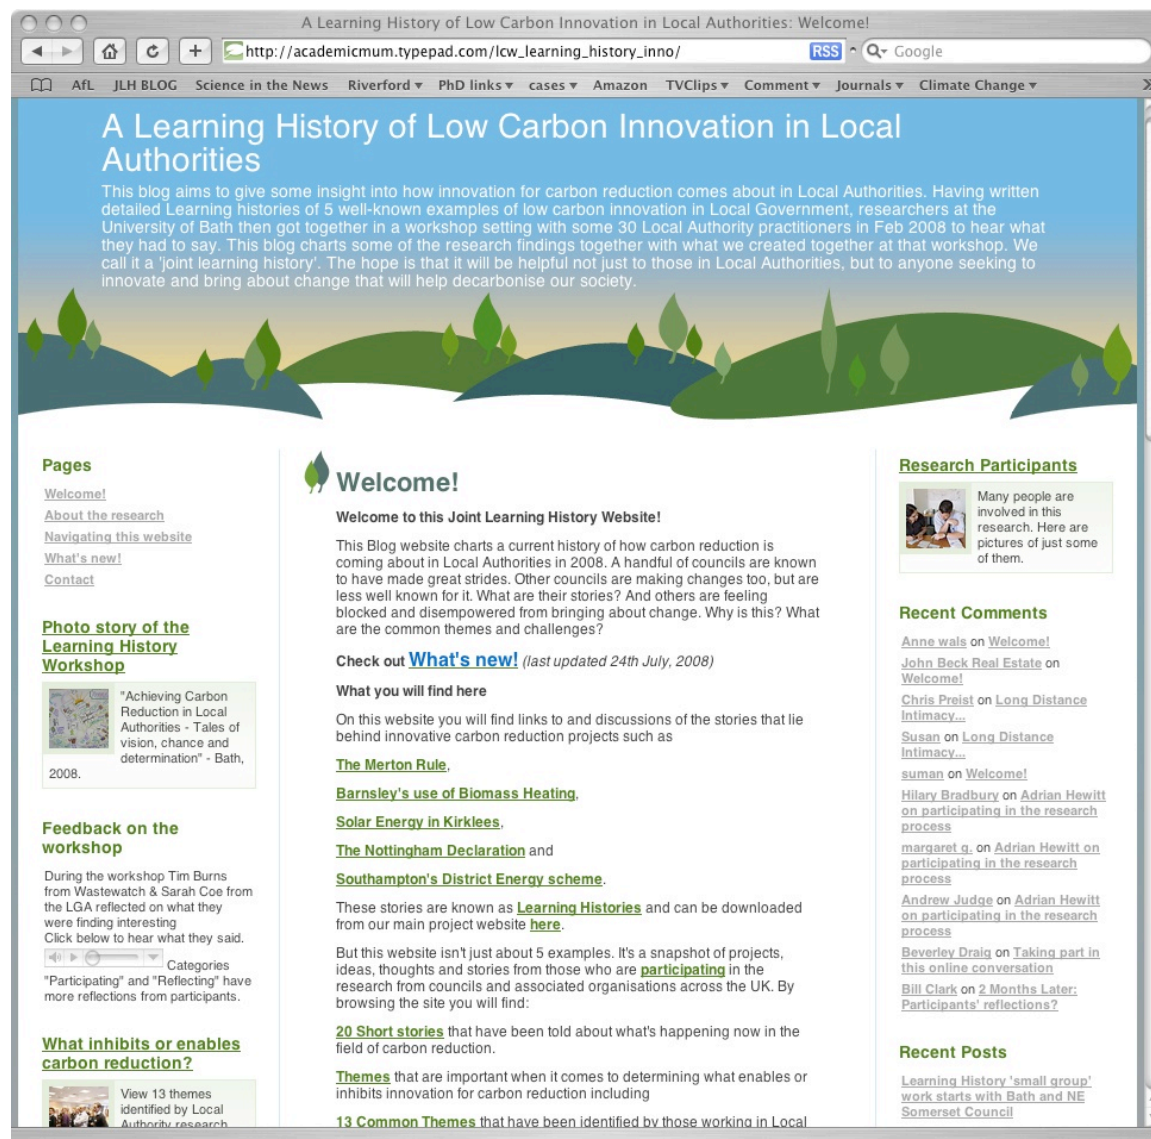 A Learning History of Low Carbon Innovation in Local Authorities: Welcome!
http://academicmum.typepad.com/lcw_learning_history_inno/
RSS
Google
AfL JLH BLOG Science in the News Riverford PhD links cases Amazon TVClips Comment Journals Climate Change
A Learning History of Low Carbon Innovation in Local
Authorities
This blog aims to give some insight into how innovation for carbon reduction comes about in Local Authorities. Having written
detailed Learning histories of 5 well-known examples of low carbon innovation in Local Government, researchers at the
University of Bath then got together in a workshop setting with some 30 Local Authority practitioners in Feb 2008 to hear what
they had to say. This blog charts some of the research findings together with what we created together at that workshop. We
call it a 'joint learning history'. The hope is that it will be helpful not just to those in Local Authorities, but to anyone seeking to
innovate and bring about change that will help decarbonise our society.
Pages
Welcome!
About the research
Navigating this website
What's new!
Contact
Photo story of the
Learning History
Workshop
"Achieving Carbon
Reduction in Local
Authorities - Tales of
vision, chance and
determination" - Bath,
2008.
Feedback on the
workshop
During the workshop Tim Burns
from Wastewatch & Sarah Coe from
the LGA reflected on what they
were finding interesting
Click below to hear what they said.
Categories
"Participating" and "Reflecting" have
more reflections from participants.
What inhibits or enables
carbon reduction?
View 13 themes
identified by Local
Authority research
Welcome!
Welcome to this Joint Learning History Website!
This Blog website charts a current history of how carbon reduction is
coming about in Local Authorities in 2008. A handful of councils are known
to have made great strides. Other councils are making changes too, but are
less well known for it. What are their stories? And others are feeling
blocked and disempowered from bringing about change. Why is this? What
are the common themes and challenges?
Check out What's new! (last updated 24th July, 2008)
What you will find here
On this website you will find links to and discussions of the stories that lie
behind innovative carbon reduction projects such as
The Merton Rule,
Barnsley's use of Biomass Heating,
Solar Energy in Kirklees,
The Nottingham Declaration and
Southampton's District Energy scheme.
These stories are known as Learning Histories and can be downloaded
from our main project website here.
But this website isn't just about 5 examples. It's a snapshot of projects,
ideas, thoughts and stories from those who are participating in the
research from councils and associated organisations across the UK. By
browsing the site you will find:
20 Short stories that have been told about what's happening now in the
field of carbon reduction.
Themes that are important when it comes to determining what enables or
inhibits innovation for carbon reduction including
13 Common Themes that have been identified by those working in Local
Research Participants
Many people are
involved in this
research. Here are
pictures of just some
of them.
Recent Comments
Anne wals on Welcome!
John Beck Real Estate on
Welcome!
Chris Preist on Long Distance
Intimacy...
Susan on Long Distance
Intimacy...
suman on Welcome!
Hilary Bradbury on Adrian Hewitt
on participating in the research
process
margaret g. on Adrian Hewitt on
participating in the research
process
Andrew Judge on Adrian Hewitt
on participating in the research
process
Beverley Draig on Taking part in
this online conversation
Bill Clark on 2 Months Later:
Participants' reflections?
Recent Posts
Learning History 'small group'
work starts with Bath and NE
Somerset Council